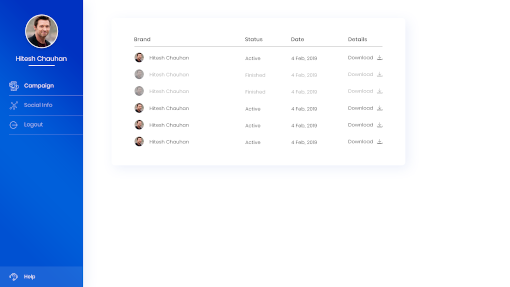 Hitesh Chauhan
Campaign
Social Info
Logout
Help
Brand Status Date Details
Hitesh Chauhan Active 4 Feb, 2019 Download
Hitesh Chauhan Finished 4 Feb, 2019 Download
Hitesh Chauhan Finished 4 Feb, 2019 Download
Hitesh Chauhan Active 4 Feb, 2019 Download
Hitesh Chauhan Active 4 Feb, 2019 Download
Hitesh Chauhan Active 4 Feb, 2019 Download